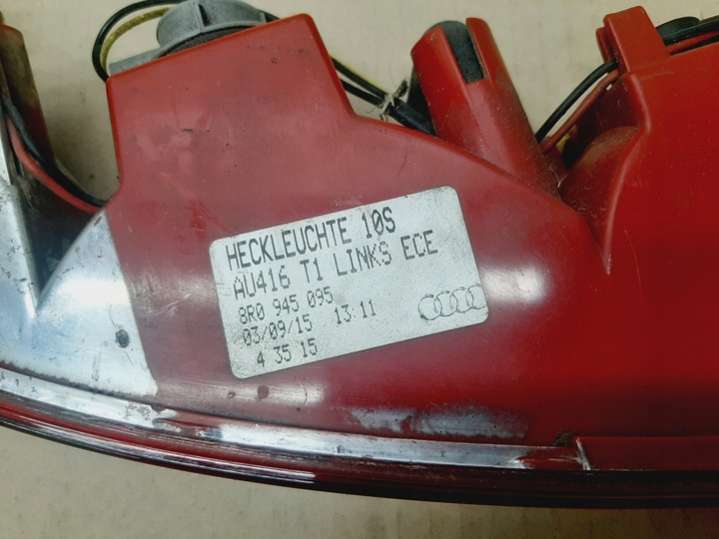 HECKLEUCHTE 10S
AU416 T1 LINKS ECE
8R0 945 095
03/09/15 13:11
4 35 15